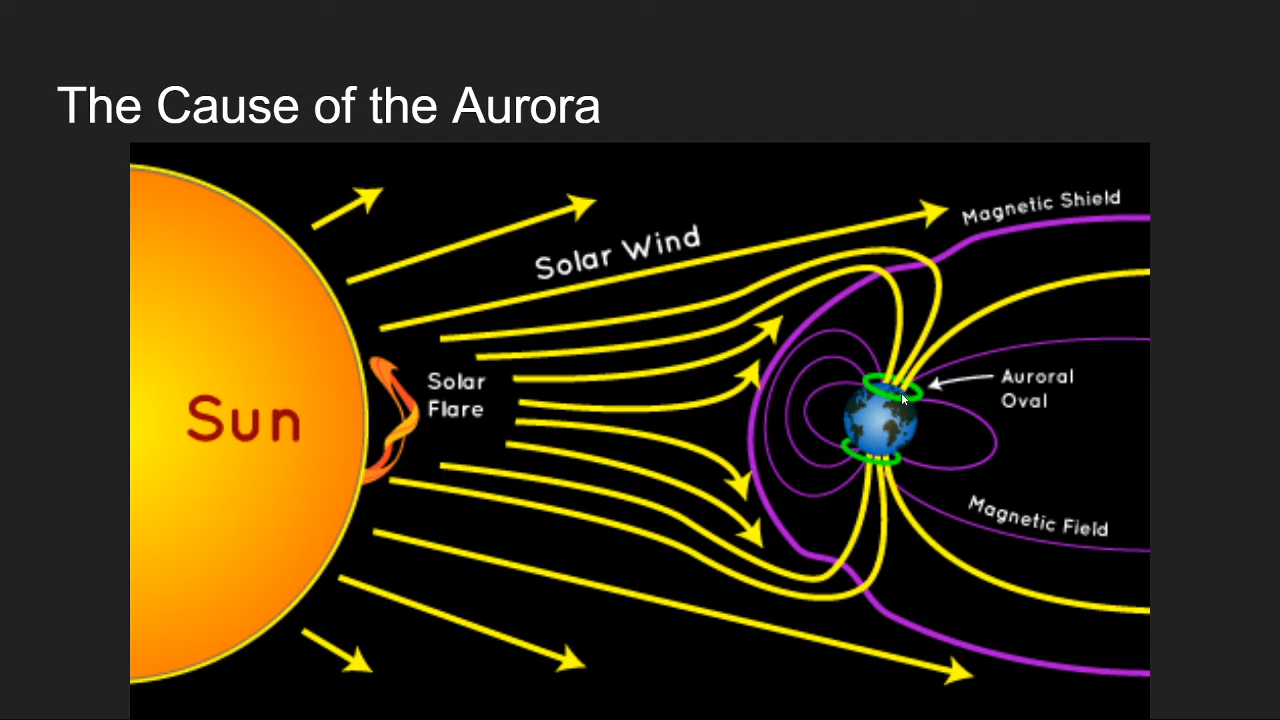 The Cause of the Aurora
Magnetic Shield
Solar Wind
Solar
Flare
Sun
Auroral
Oval
Magnetic Field